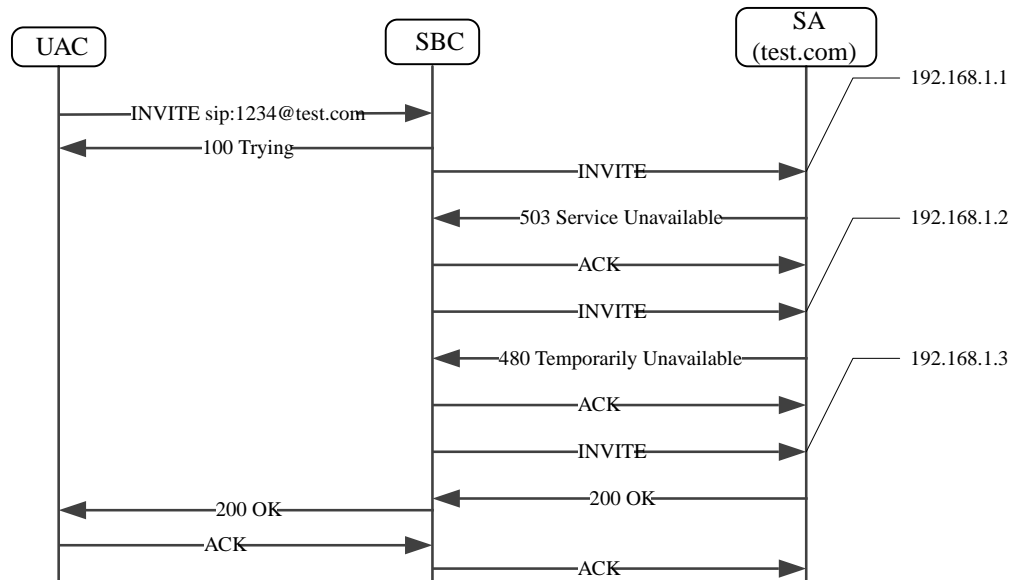 UAC
SBC
SA
(test.com)
192.168.1.1
INVITE sip:1234@test.com
100 Trying
INVITE
503 Service Unavailable
192.168.1.2
ACK
INVITE
480 Temporarily Unavailable
192.168.1.3
ACK
INVITE
200 OK
200 OK
ACK
ACK